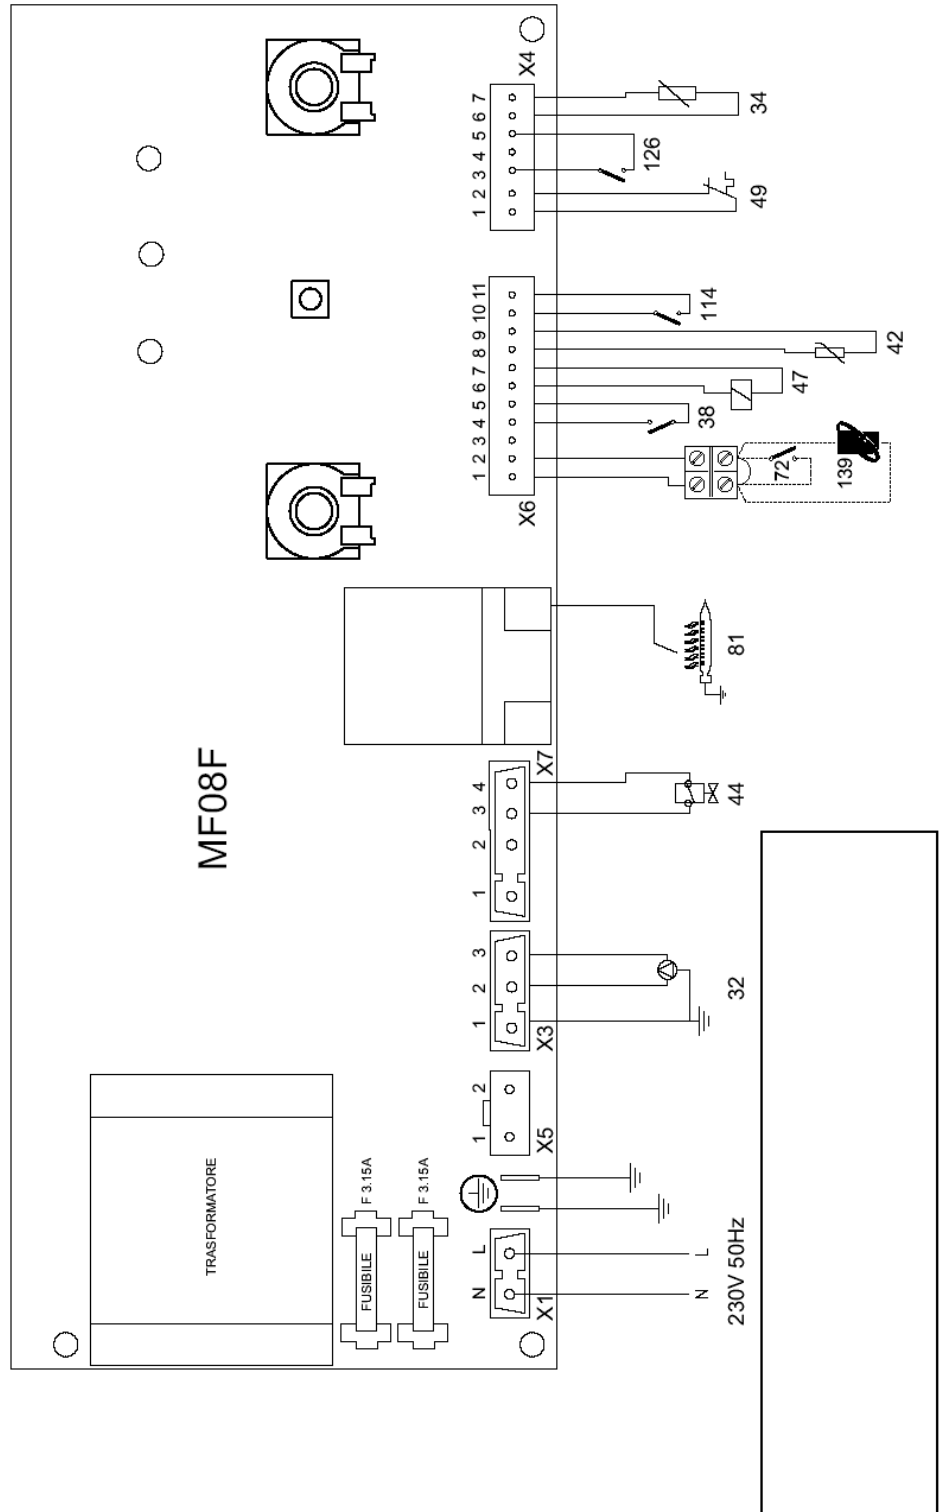 MF08F
TRASFORMATORE
FUSIBILE
F 3.15A
FUSIBILE
F 3.15A
N L
X1
N L
230V 50Hz
1 2
X5
1 2 3
X3
32
1 2 3 4
X7
44
81
1 2 3 4 5 6 7 8 9 10 11
X6
72
139
38
47
42
114
1 2 3 4 5 6 7
X4
49
126
34